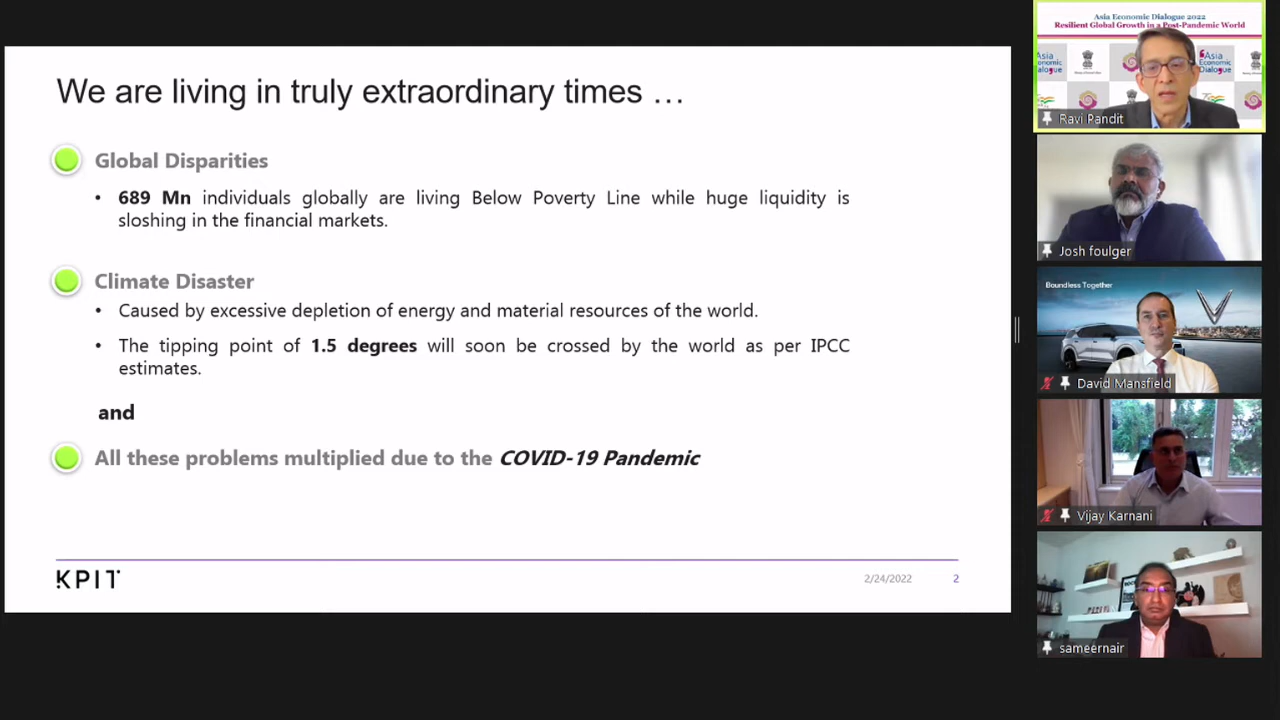 We are living in truly extraordinary times …
Global Disparities
• 689 Mn individuals globally are living Below Poverty Line while huge liquidity is
sloshing in the financial markets.
Climate Disaster
• Caused by excessive depletion of energy and material resources of the world.
• The tipping point of 1.5 degrees will soon be crossed by the world as per IPCC
estimates.
and
All these problems multiplied due to the COVID-19 Pandemic
KPIT
2/24/2022
2
Asia Economic Dialogue 2022
Resilient Global Growth in a Post-Pandemic World
Asia
Economic
Dialogue
Ravi Pandit
Josh foulger
Boundless Together
David Mansfield
Vijay Karnani
sameernair